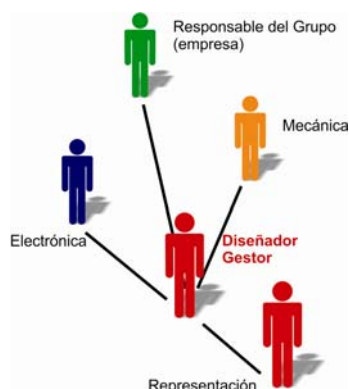 Responsable del Grupo
(empresa)
Mecánica
Electrónica
Diseñador
Gestor
Representación